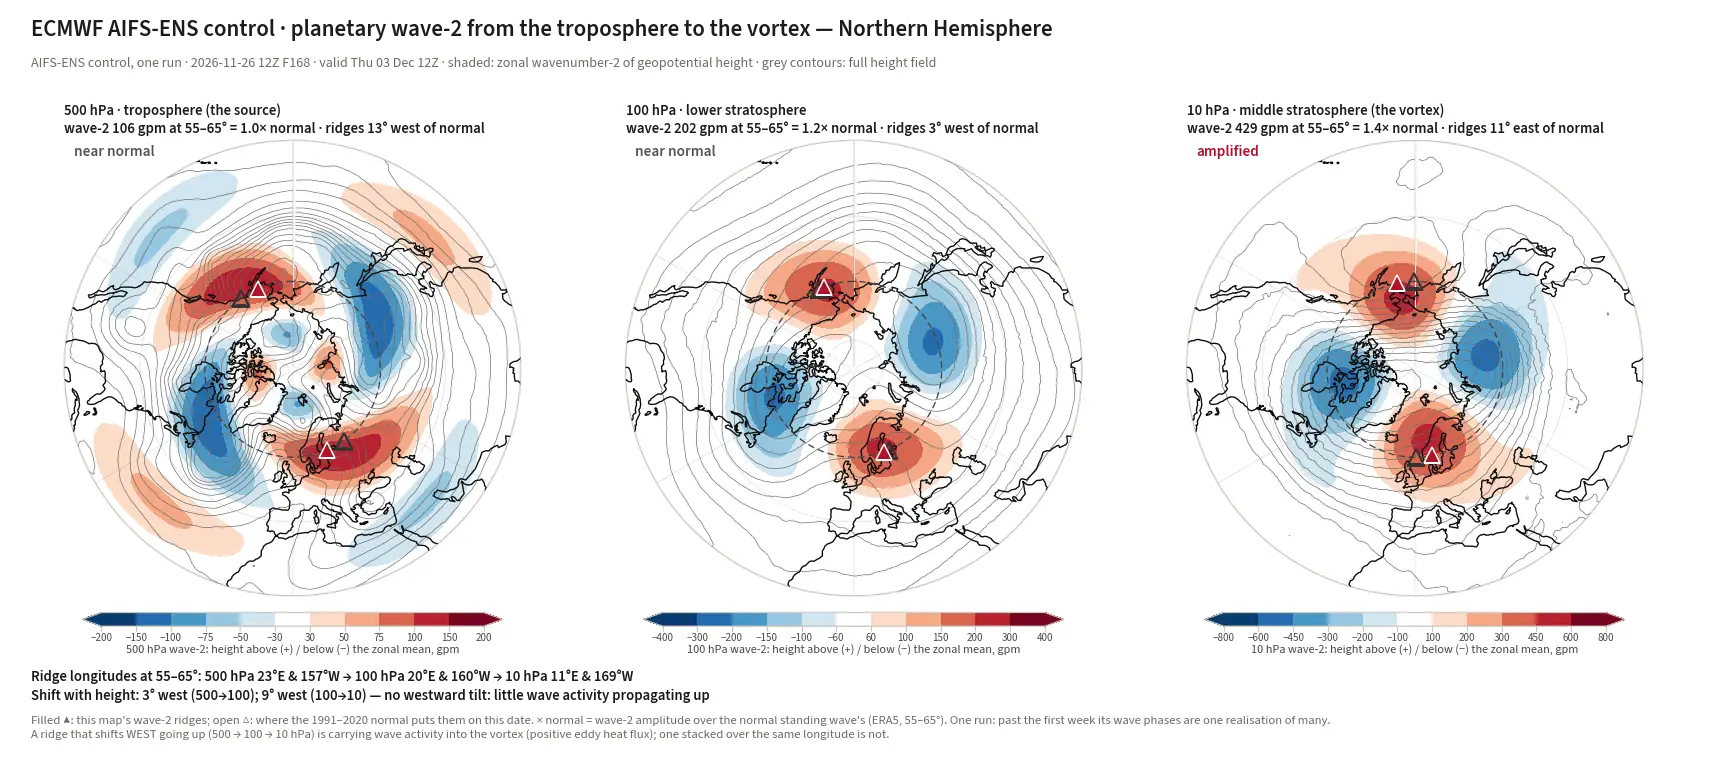 ECMWF AIFS-ENS control · planetary wave-2 from the troposphere to the vortex — Northern Hemisphere
AIFS-ENS control, one run · 2026-11-26 12Z F168 · valid Thu 03 Dec 12Z · shaded: zonal wavenumber-2 of geopotential height · grey contours: full height field
500 hPa · troposphere (the source)
wave-2 106 gpm at 55–65° = 1.0× normal · ridges 13° west of normal
near normal
100 hPa · lower stratosphere
wave-2 202 gpm at 55–65° = 1.2× normal · ridges 3° west of normal
near normal
10 hPa · middle stratosphere (the vortex)
wave-2 429 gpm at 55–65° = 1.4× normal · ridges 11° east of normal
amplified
−200 −150 −100 −75 −50 −30 30 50 75 100 150 200
500 hPa wave-2: height above (+) / below (−) the zonal mean, gpm
−400 −300 −200 −150 −100 −60 60 100 150 200 300 400
100 hPa wave-2: height above (+) / below (−) the zonal mean, gpm
−800 −600 −450 −300 −200 −100 100 200 300 450 600 800
10 hPa wave-2: height above (+) / below (−) the zonal mean, gpm
Ridge longitudes at 55–65°: 500 hPa 23°E & 157°W → 100 hPa 20°E & 160°W → 10 hPa 11°E & 169°W
Shift with height: 3° west (500→100); 9° west (100→10) — no westward tilt: little wave activity propagating up
Filled ▲: this map's wave-2 ridges; open △: where the 1991–2020 normal puts them on this date. × normal = wave-2 amplitude over the normal standing wave's (ERA5, 55–65°). One run: past the first week its wave phases are one realisation of many.
A ridge that shifts WEST going up (500 → 100 → 10 hPa) is carrying wave activity into the vortex (positive eddy heat flux); one stacked over the same longitude is not.